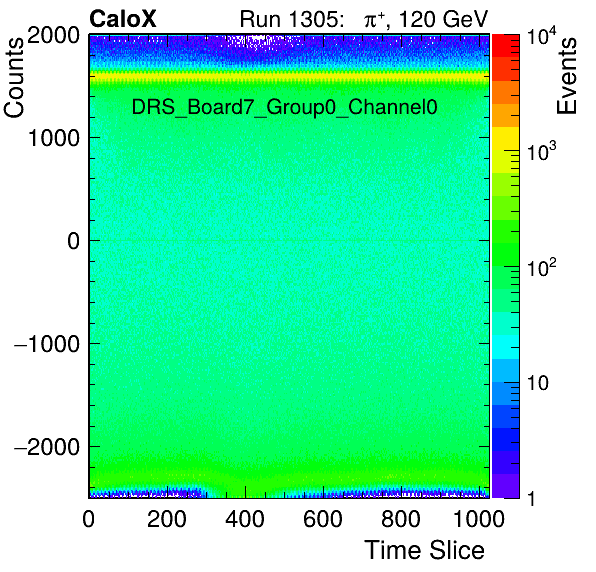 CaloX Run 1305: π⁺, 120 GeV
Counts
Events
DRS_Board7_Group0_Channel0
2000
1000
0
−1000
−2000
0 200 400 600 800 1000
Time Slice
10⁴
10³
10²
10
1